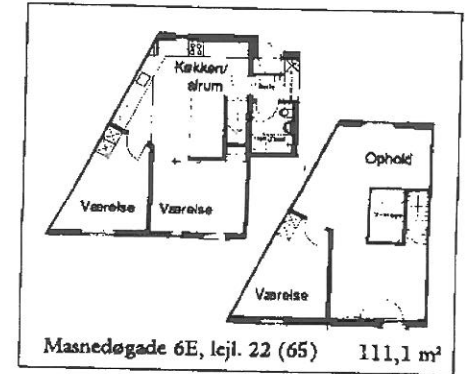 Køkken/
alrum
Ophold
Værelse
Værelse
Værelse
Masnedøgade 6E, lejl. 22 (65)
111,1 m²